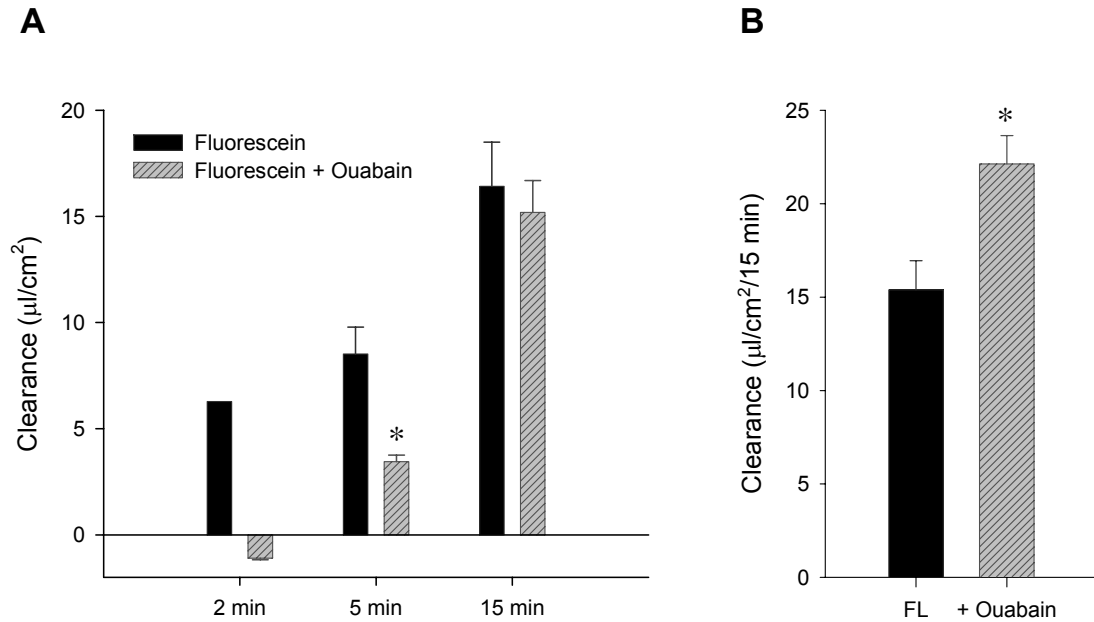 A
Clearance (μl/cm²)
20
15
10
5
0
Fluorescein
Fluorescein + Ouabain
*
2 min
5 min
15 min
B
Clearance (μl/cm²/15 min)
25
20
15
10
5
0
*
FL
+ Ouabain